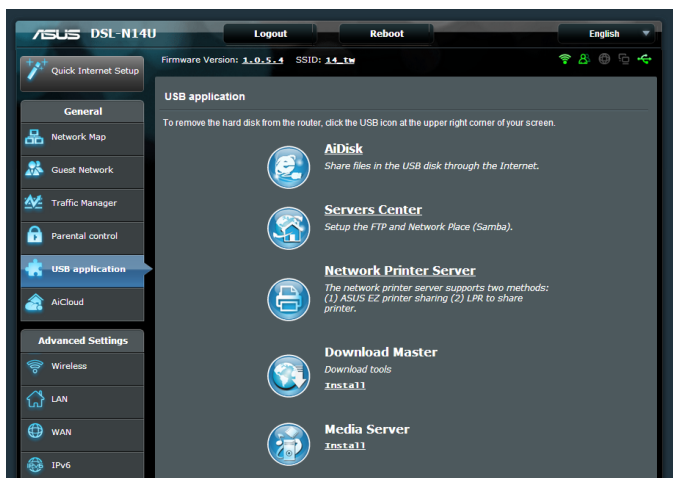 ASUS DSL-N14U
Logout
Reboot
English
Quick Internet Setup
Firmware Version: 1.0.5.4 SSID: 14_tw
General
Network Map
Guest Network
Traffic Manager
Parental control
USB application
AiCloud
Advanced Settings
Wireless
LAN
WAN
IPv6
USB application
To remove the hard disk from the router, click the USB icon at the upper right corner of your screen.
AiDisk
Share files in the USB disk through the Internet.
Servers Center
Setup the FTP and Network Place (Samba).
Network Printer Server
The network printer server supports two methods:
(1) ASUS EZ printer sharing (2) LPR to share
printer.
Download Master
Download tools
Install
Media Server
Install